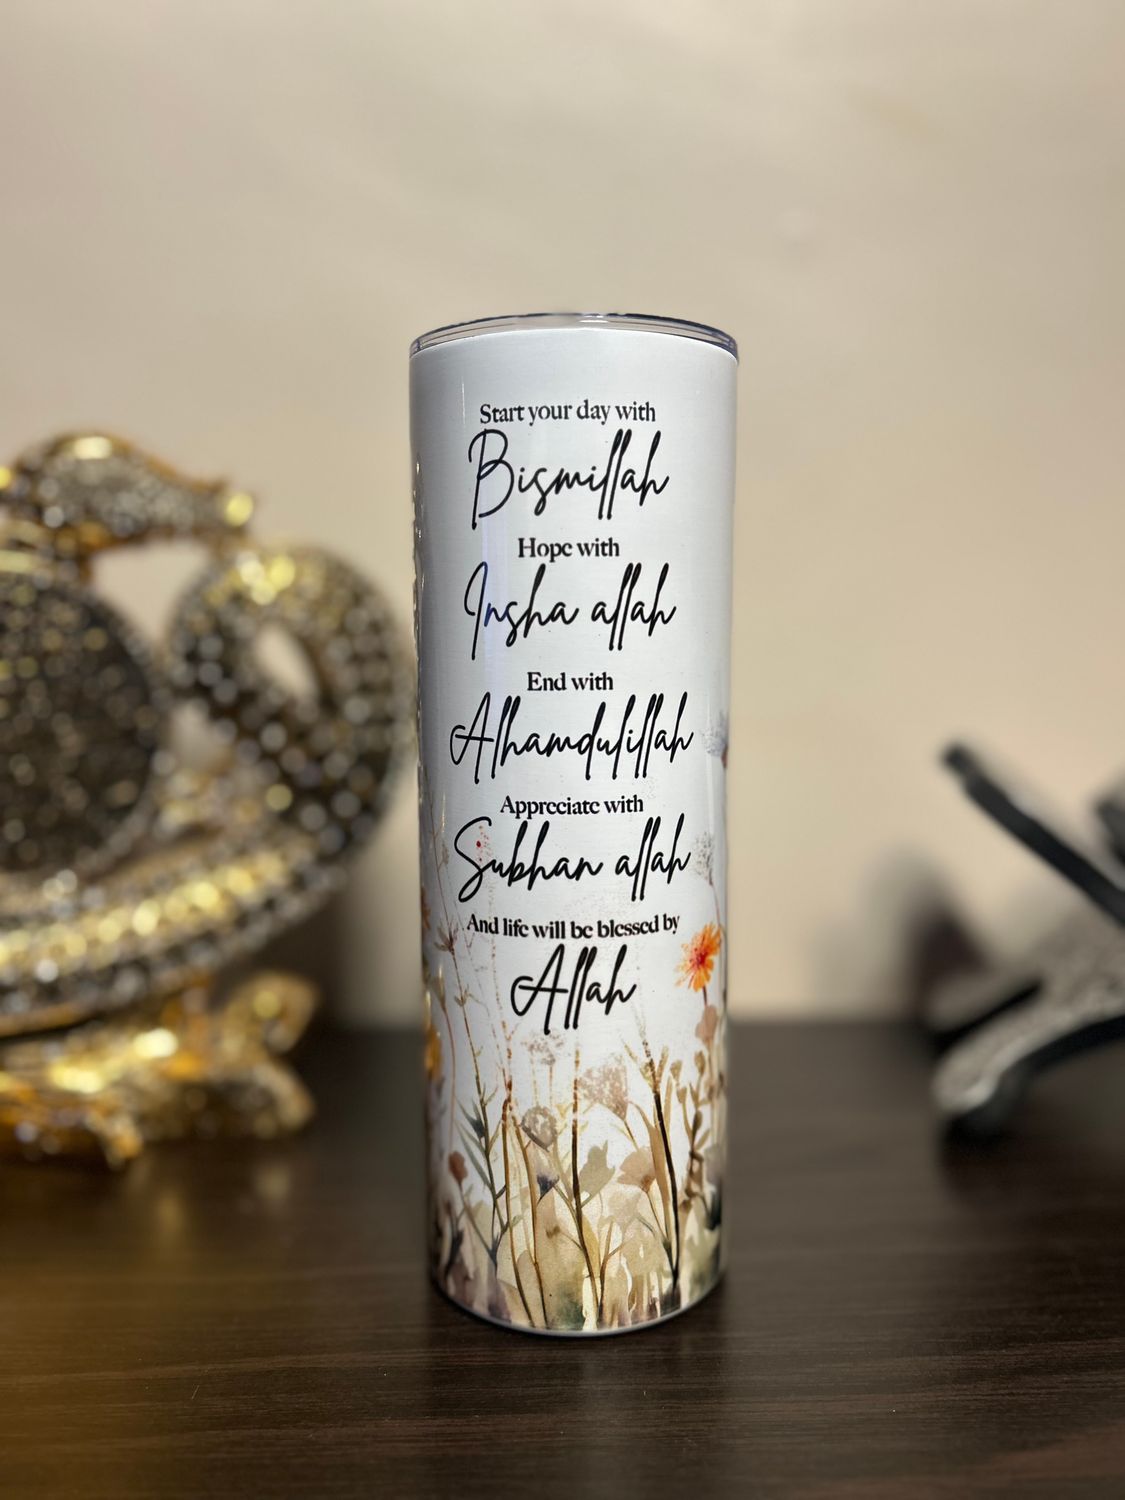 Start your day with
Bismillah
Hope with
Insha allah
End with
Alhamdulillah
Appreciate with
Subhan allah
And life will be blessed by
Allah